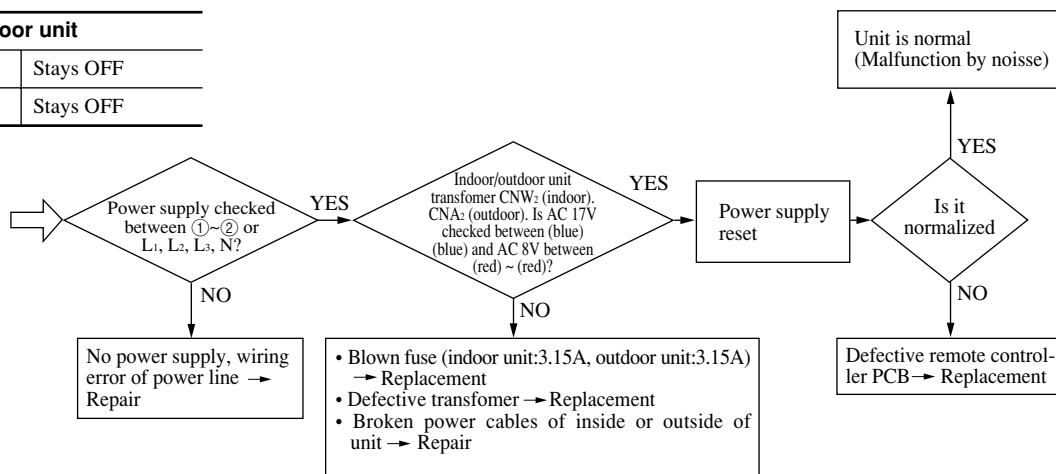 oor unit
Stays OFF
Stays OFF
Power supply checked
between ①~② or
L1, L2, L3, N?
YES
NO
No power supply, wiring
error of power line →
Repair
Indoor/outdoor unit
transfomer CNW2 (indoor).
CNA2 (outdoor). Is AC 17V
checked between (blue)
(blue) and AC 8V between
(red) ~ (red)?
YES
NO
• Blown fuse (indoor unit:3.15A, outdoor unit:3.15A)
→ Replacement
• Defective transfomer → Replacement
• Broken power cables of inside or outside of
unit → Repair
Power supply
reset
Is it
normalized
YES
Unit is normal
(Malfunction by noisse)
NO
Defective remote control-
ler PCB → Replacement